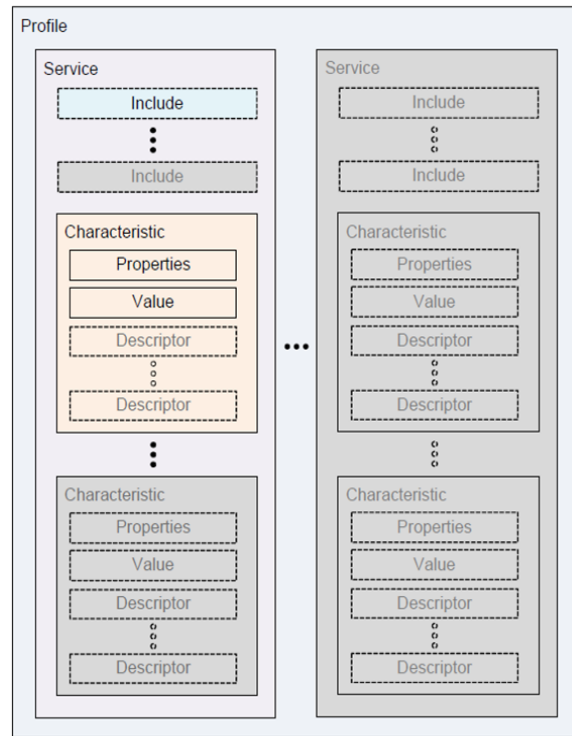 Profile
Service
Include
Include
Characteristic
Properties
Value
Descriptor
Descriptor
Characteristic
Properties
Value
Descriptor
Descriptor
Service
Include
Include
Characteristic
Properties
Value
Descriptor
Descriptor
Characteristic
Properties
Value
Descriptor
Descriptor